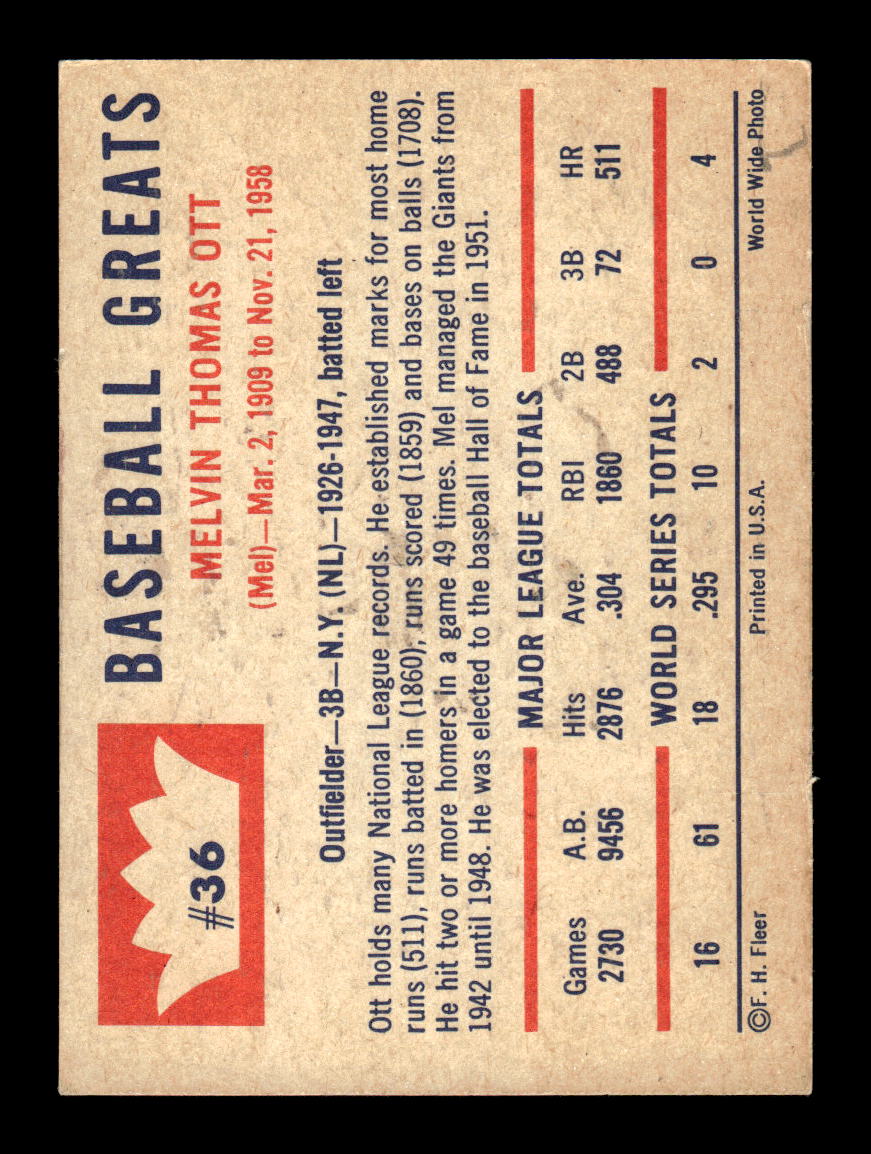 #36
BASEBALL GREATS
MELVIN THOMAS OTT
(Mel)—Mar. 2, 1909 to Nov. 21, 1958
Outfielder—3B—N.Y. (NL)—1926-1947, batted left
Ott holds many National League records. He established marks for most home
runs (511), runs batted in (1860), runs scored (1859) and bases on balls (1708).
He hit two or more homers in a game 49 times. Mel managed the Giants from
1942 until 1948. He was elected to the baseball Hall of Fame in 1951.
MAJOR LEAGUE TOTALS
Games A.B. Hits Ave. RBI 2B 3B HR
2730 9456 2876 .304 1860 488 72 511
WORLD SERIES TOTALS
16 61 18 .295 10 2 0 4
©F. H. Fleer Printed in U.S.A. World Wide Photo